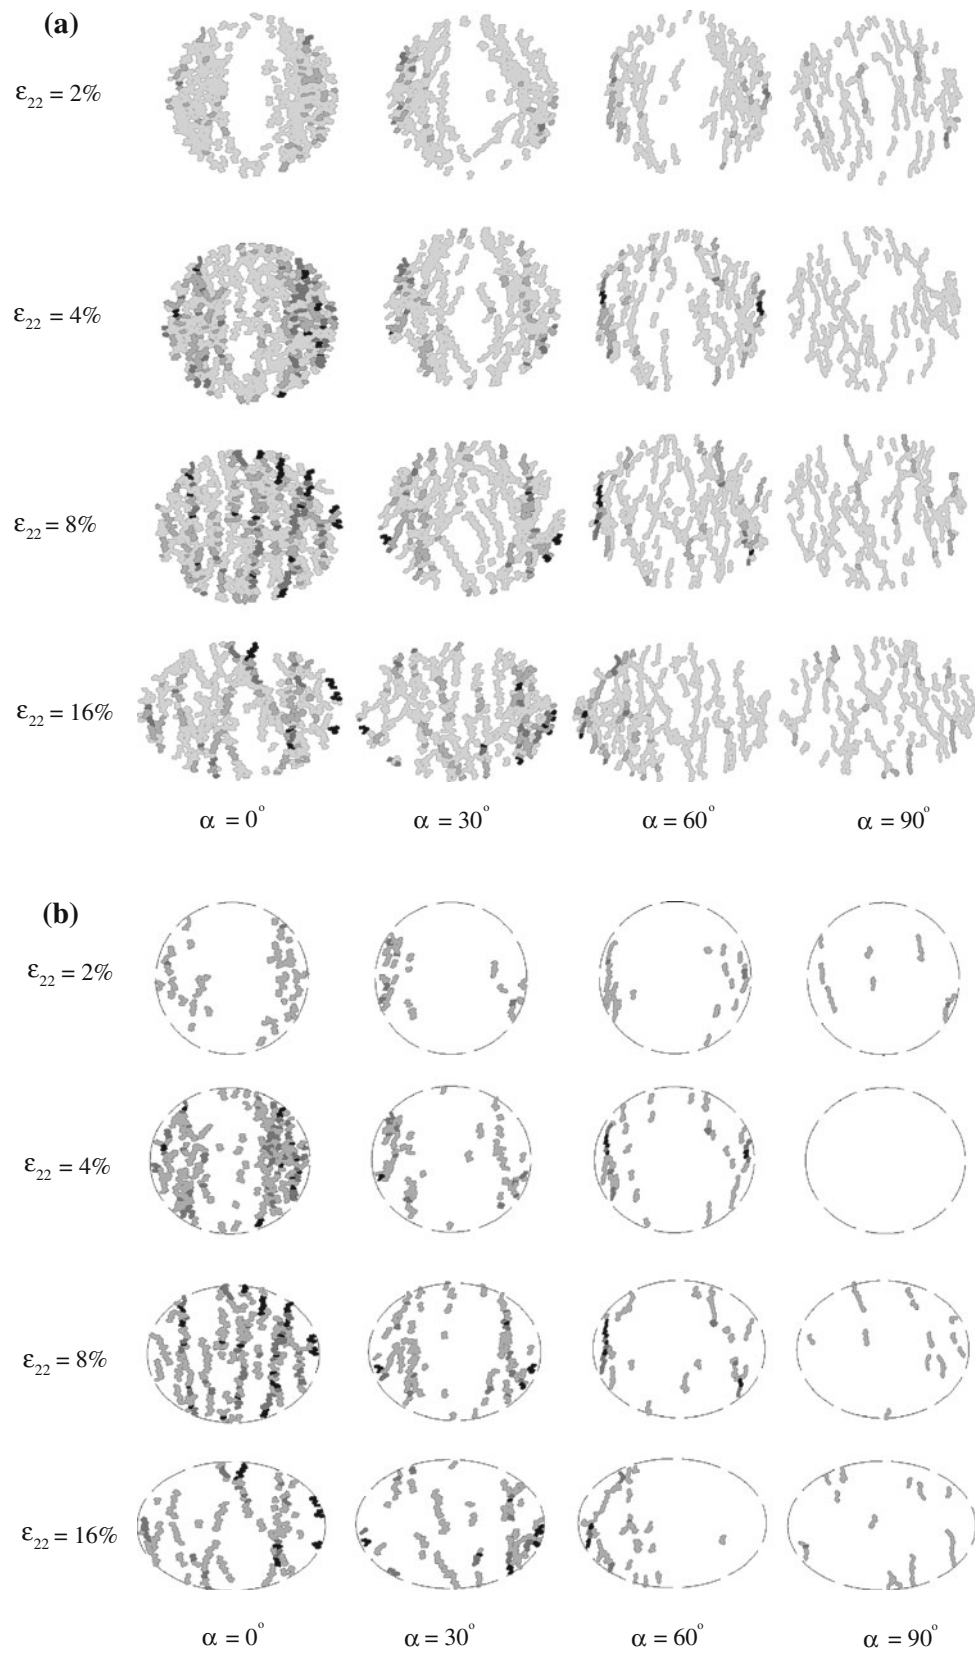 (a)
ε22 = 2%
ε22 = 4%
ε22 = 8%
ε22 = 16%
α = 0° α = 30° α = 60° α = 90°
(b)
ε22 = 2%
ε22 = 4%
ε22 = 8%
ε22 = 16%
α = 0° α = 30° α = 60° α = 90°